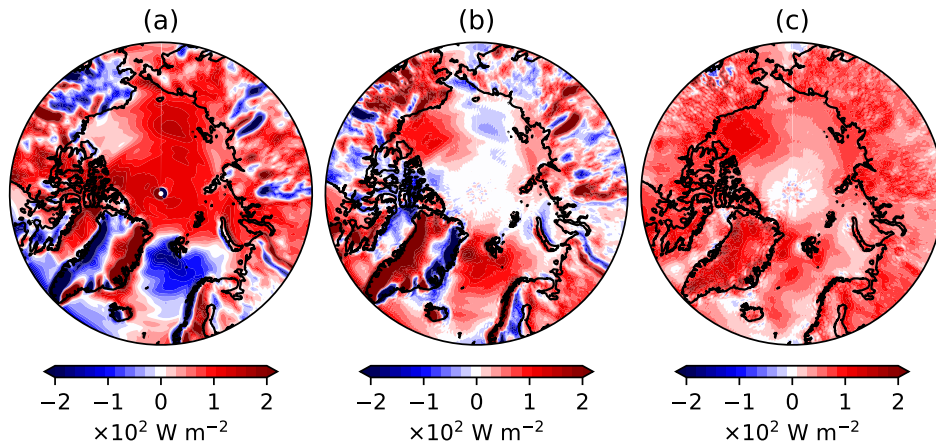 (a) (b) (c)
−2 −1 0 1 2 −2 −1 0 1 2 −2 −1 0 1 2
×10² W m⁻² ×10² W m⁻² ×10² W m⁻²